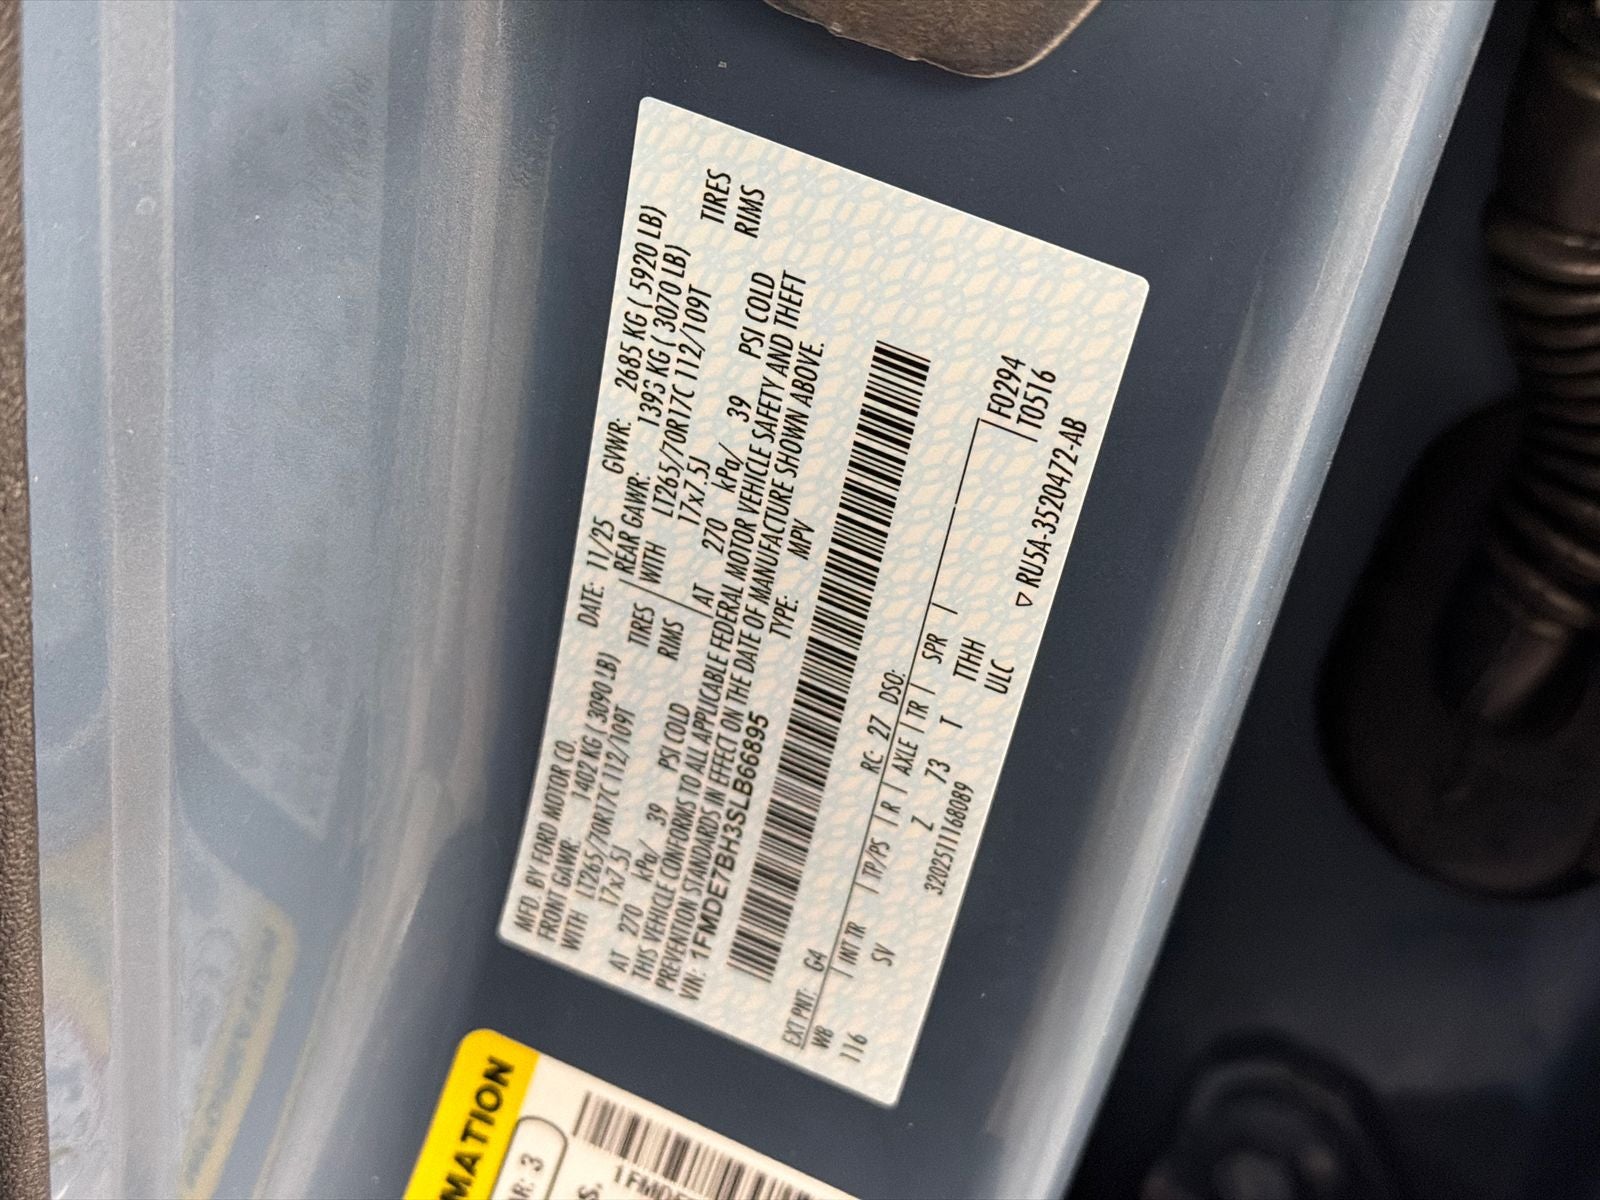 MFD. BY FORD MOTOR CO.
DATE: 11/25 GVWR: 2685 KG ( 5920 LB)
FRONT GAWR: 1402 KG ( 3090 LB) REAR GAWR: 1393 KG ( 3070 LB)
WITH LT265/70R17C 112/109T TIRES WITH LT265/70R17C 112/109T TIRES
17x7.5J RIMS 17x7.5J RIMS
AT 270 kPa/ 39 PSI COLD AT 270 kPa/ 39 PSI COLD
THIS VEHICLE CONFORMS TO ALL APPLICABLE FEDERAL MOTOR VEHICLE SAFETY AND THEFT
PREVENTION STANDARDS IN EFFECT ON THE DATE OF MANUFACTURE SHOWN ABOVE.
VIN: 1FMDE7BH3SLB66895 TYPE: MPV
EXT PNT: G4 RC: 27 DSO:
WB INT TR TP/PS R AXLE TR SPR F0294
116 SV Z 73 T THH T0516
3202511168089 ULC RU5A-3520472-AB
MATION
AR: 3
S.
1FMDE